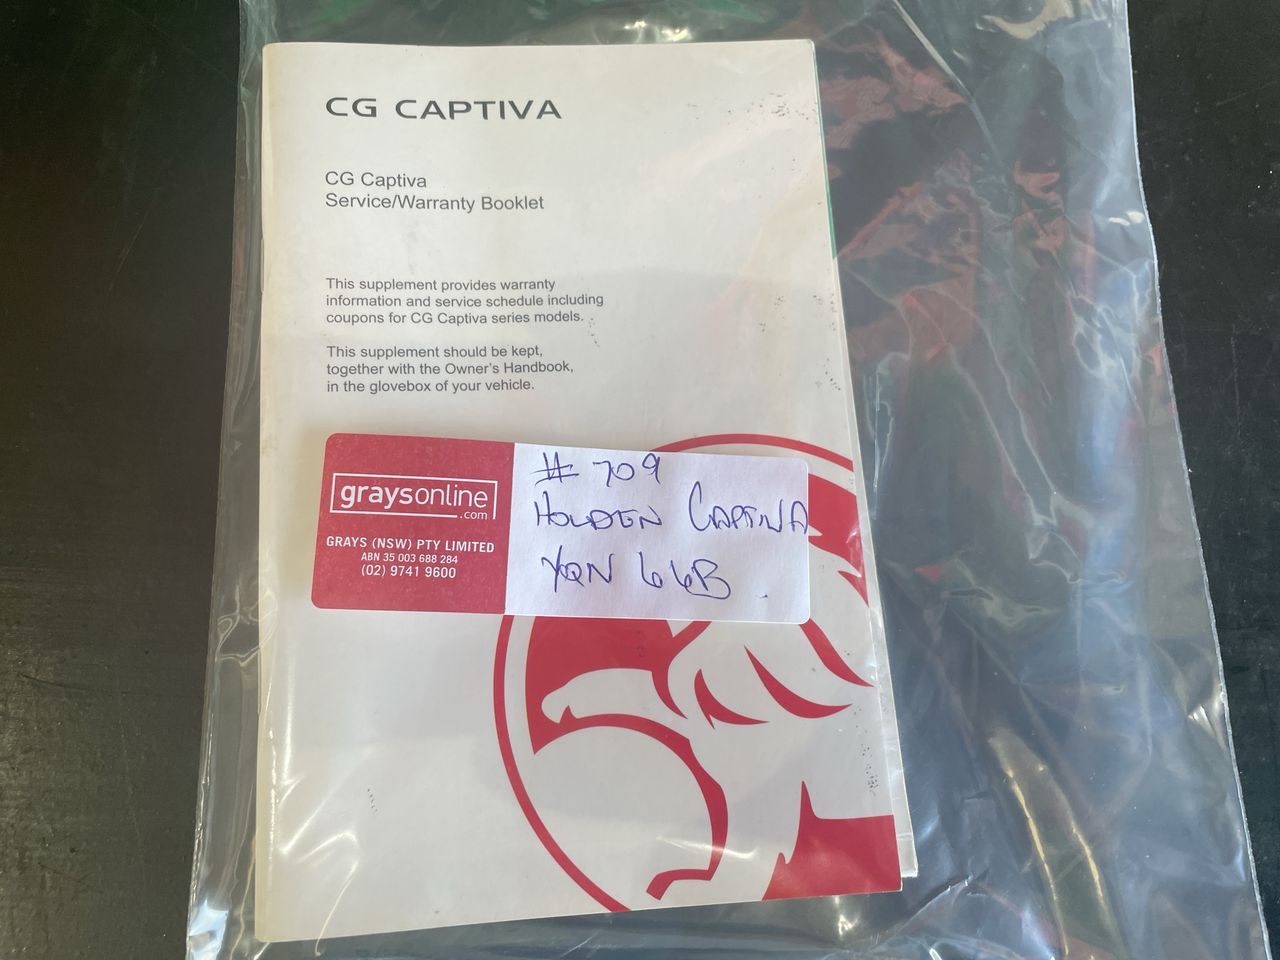 CG CAPTIVA
CG Captiva
Service/Warranty Booklet
This supplement provides warranty
information and service schedule including
coupons for CG Captiva series models.
This supplement should be kept,
together with the Owner's Handbook,
in the glovebox of your vehicle.
graysonline
.com
GRAYS (NSW) PTY LIMITED
ABN 35 003 688 284
(02) 9741 9600
# 709
HOLDEN CAPTIVA
YQN 66B